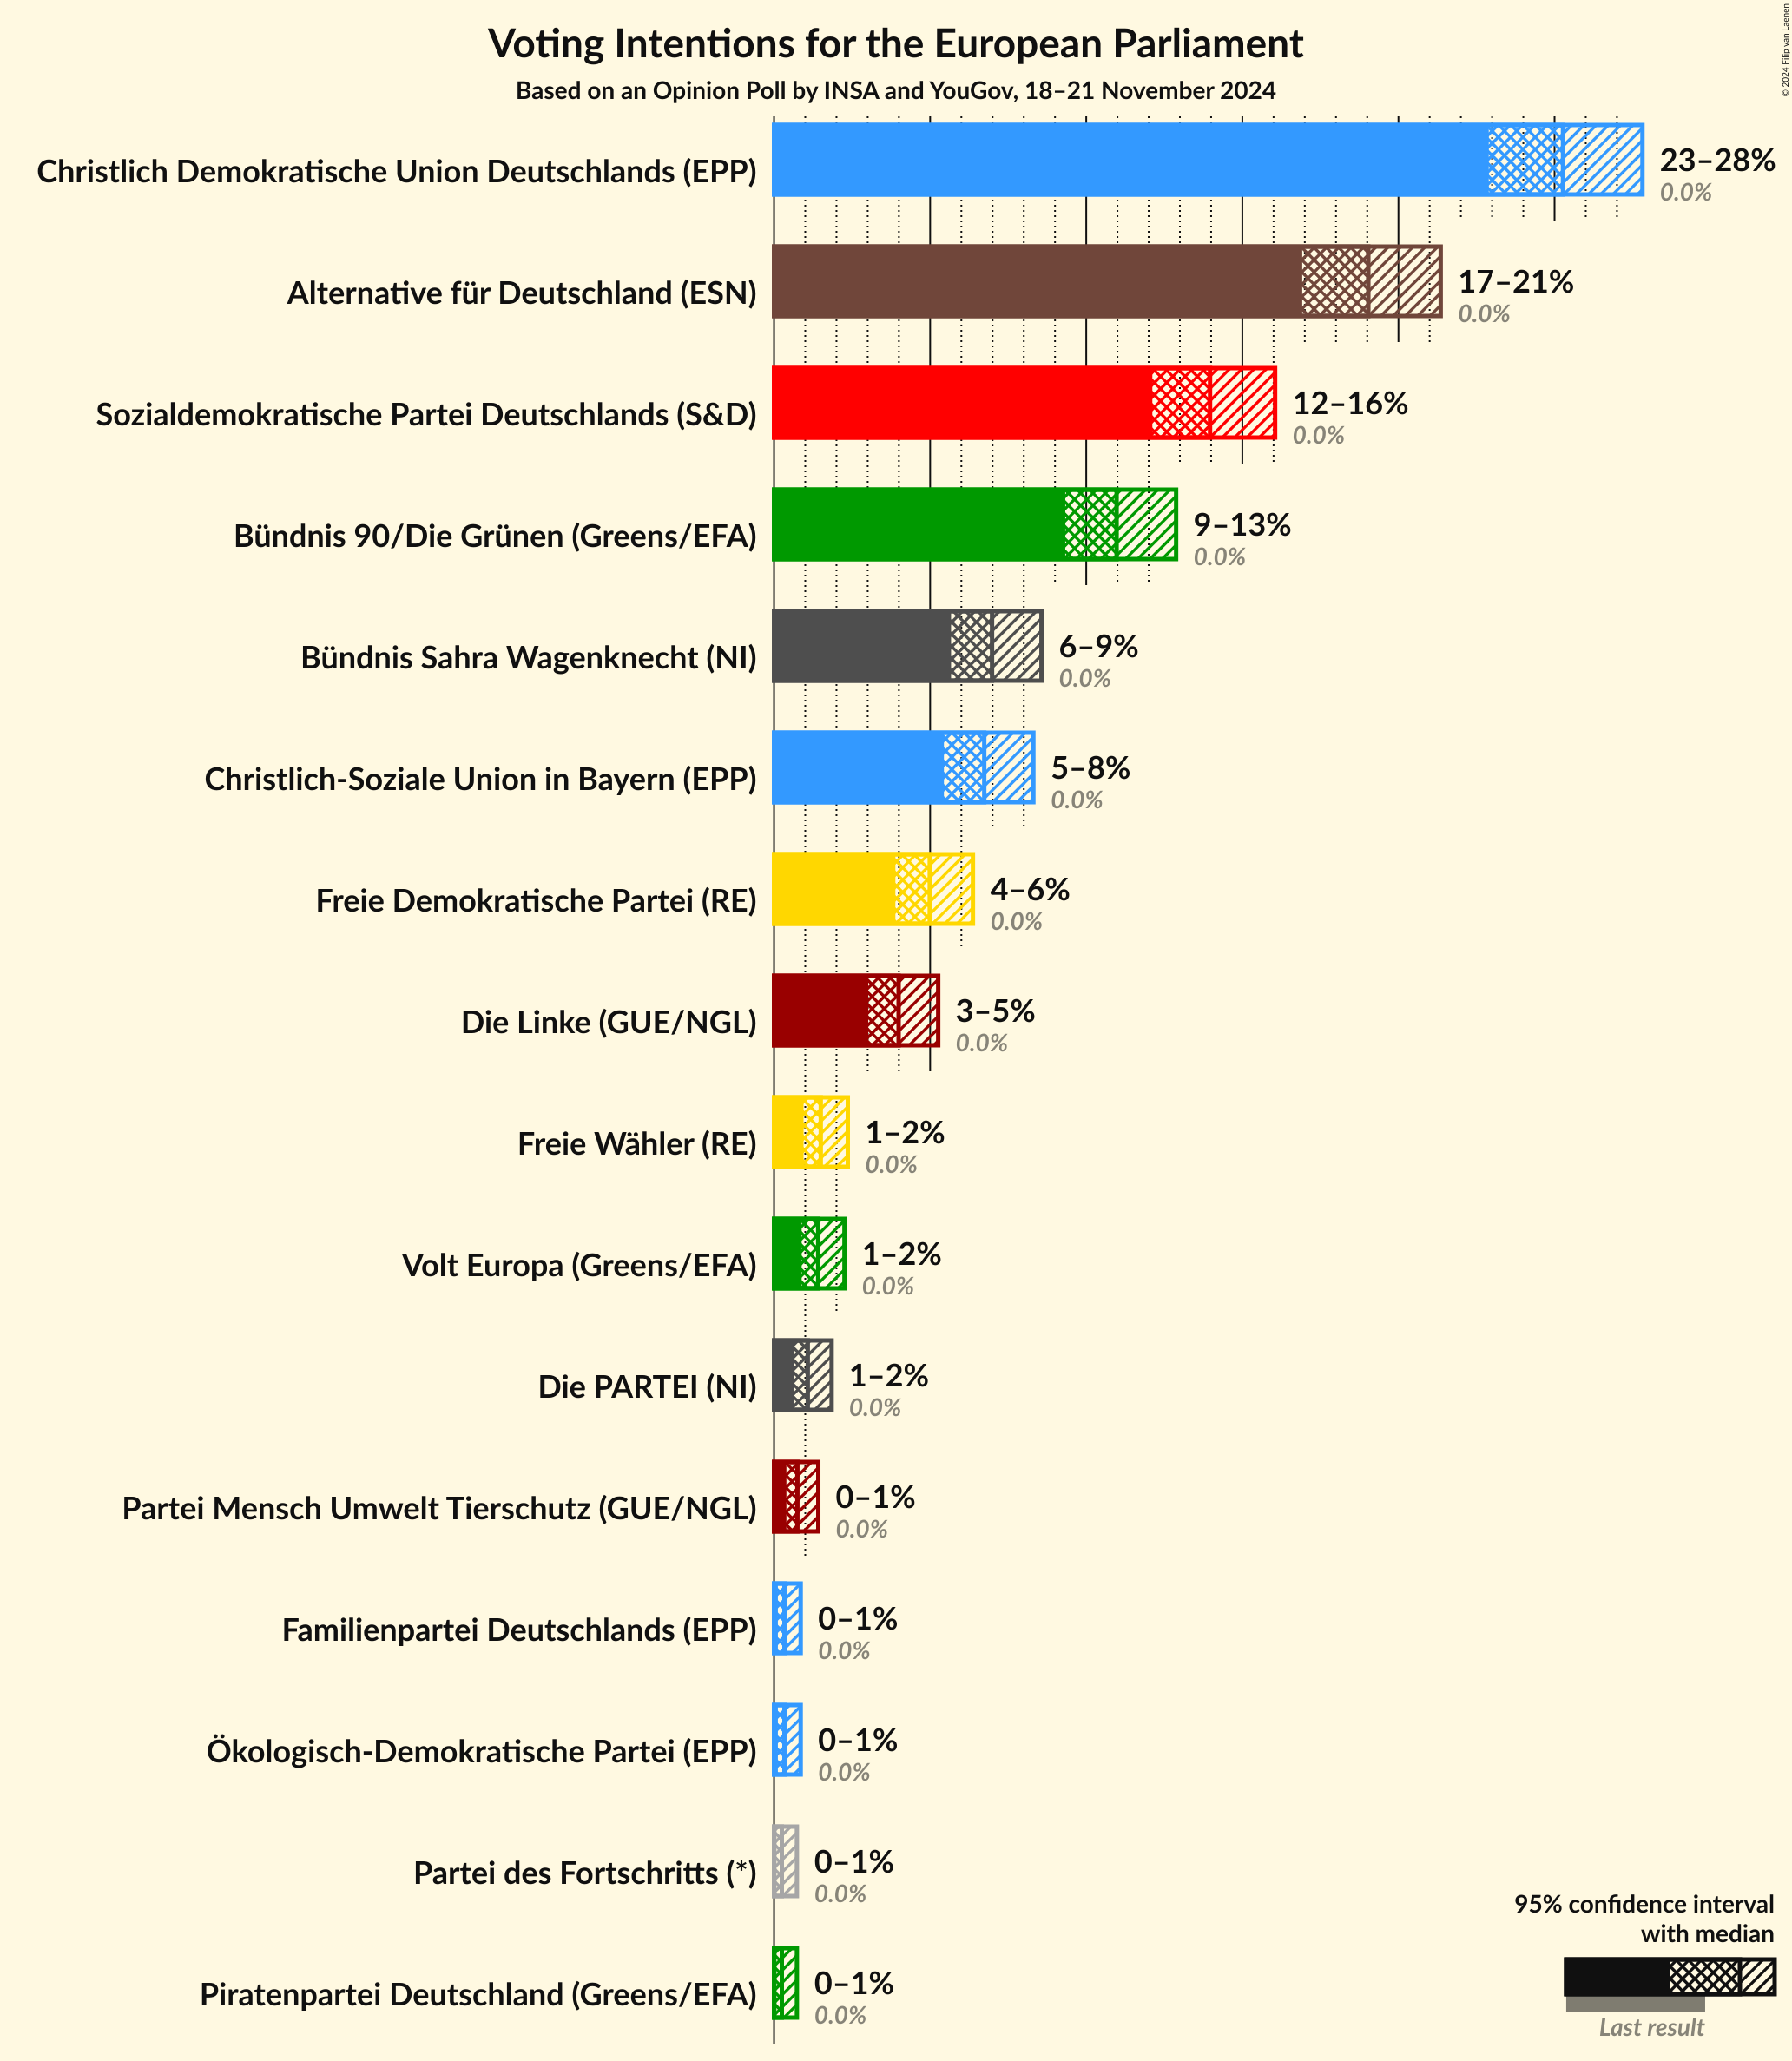 Voting Intentions for the European Parliament
Based on an Opinion Poll by INSA and YouGov, 18–21 November 2024
© 2024 Filip van Laenen
Christlich Demokratische Union Deutschlands (EPP)
23–28%
0.0%
Alternative für Deutschland (ESN)
17–21%
0.0%
Sozialdemokratische Partei Deutschlands (S&D)
12–16%
0.0%
Bündnis 90/Die Grünen (Greens/EFA)
9–13%
0.0%
Bündnis Sahra Wagenknecht (NI)
6–9%
0.0%
Christlich-Soziale Union in Bayern (EPP)
5–8%
0.0%
Freie Demokratische Partei (RE)
4–6%
0.0%
Die Linke (GUE/NGL)
3–5%
0.0%
Freie Wähler (RE)
1–2%
0.0%
Volt Europa (Greens/EFA)
1–2%
0.0%
Die PARTEI (NI)
1–2%
0.0%
Partei Mensch Umwelt Tierschutz (GUE/NGL)
0–1%
0.0%
Familienpartei Deutschlands (EPP)
0–1%
0.0%
Ökologisch-Demokratische Partei (EPP)
0–1%
0.0%
Partei des Fortschritts (*)
0–1%
0.0%
Piratenpartei Deutschland (Greens/EFA)
0–1%
0.0%
95% confidence interval
with median
Last result